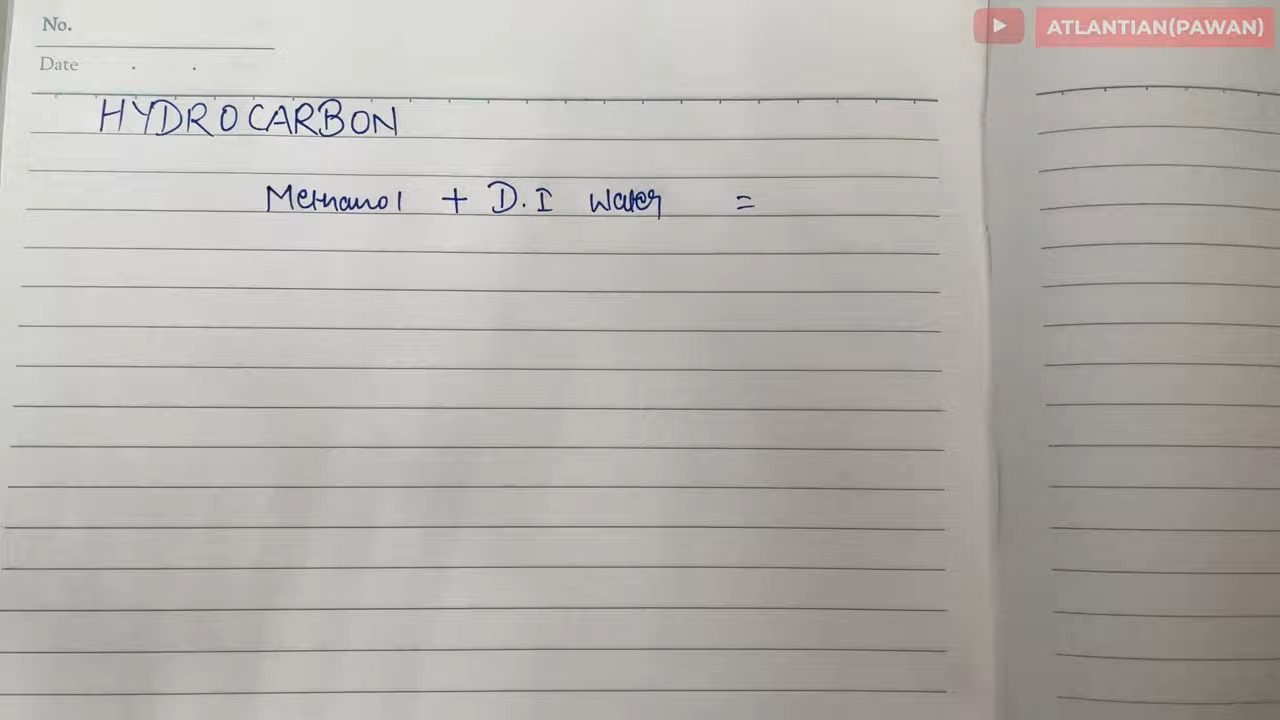 No.
ATLANTIAN(PAWAN)
Date
HYDROCARBON
Methanol + D.I Water =